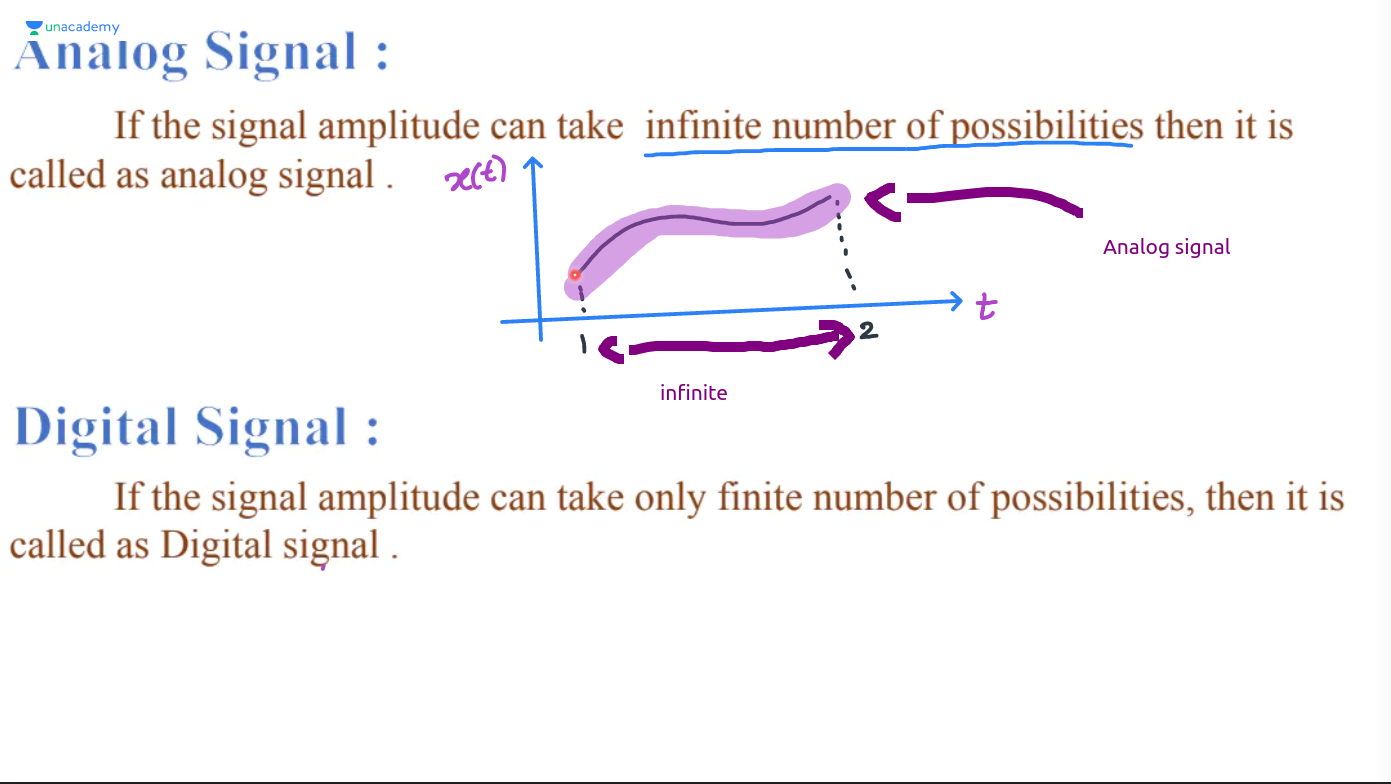 unacademy
Analog Signal :
If the signal amplitude can take infinite number of possibilities then it is
called as analog signal .
x(t)
Analog signal
t
1
2
infinite
Digital Signal :
If the signal amplitude can take only finite number of possibilities, then it is
called as Digital signal .